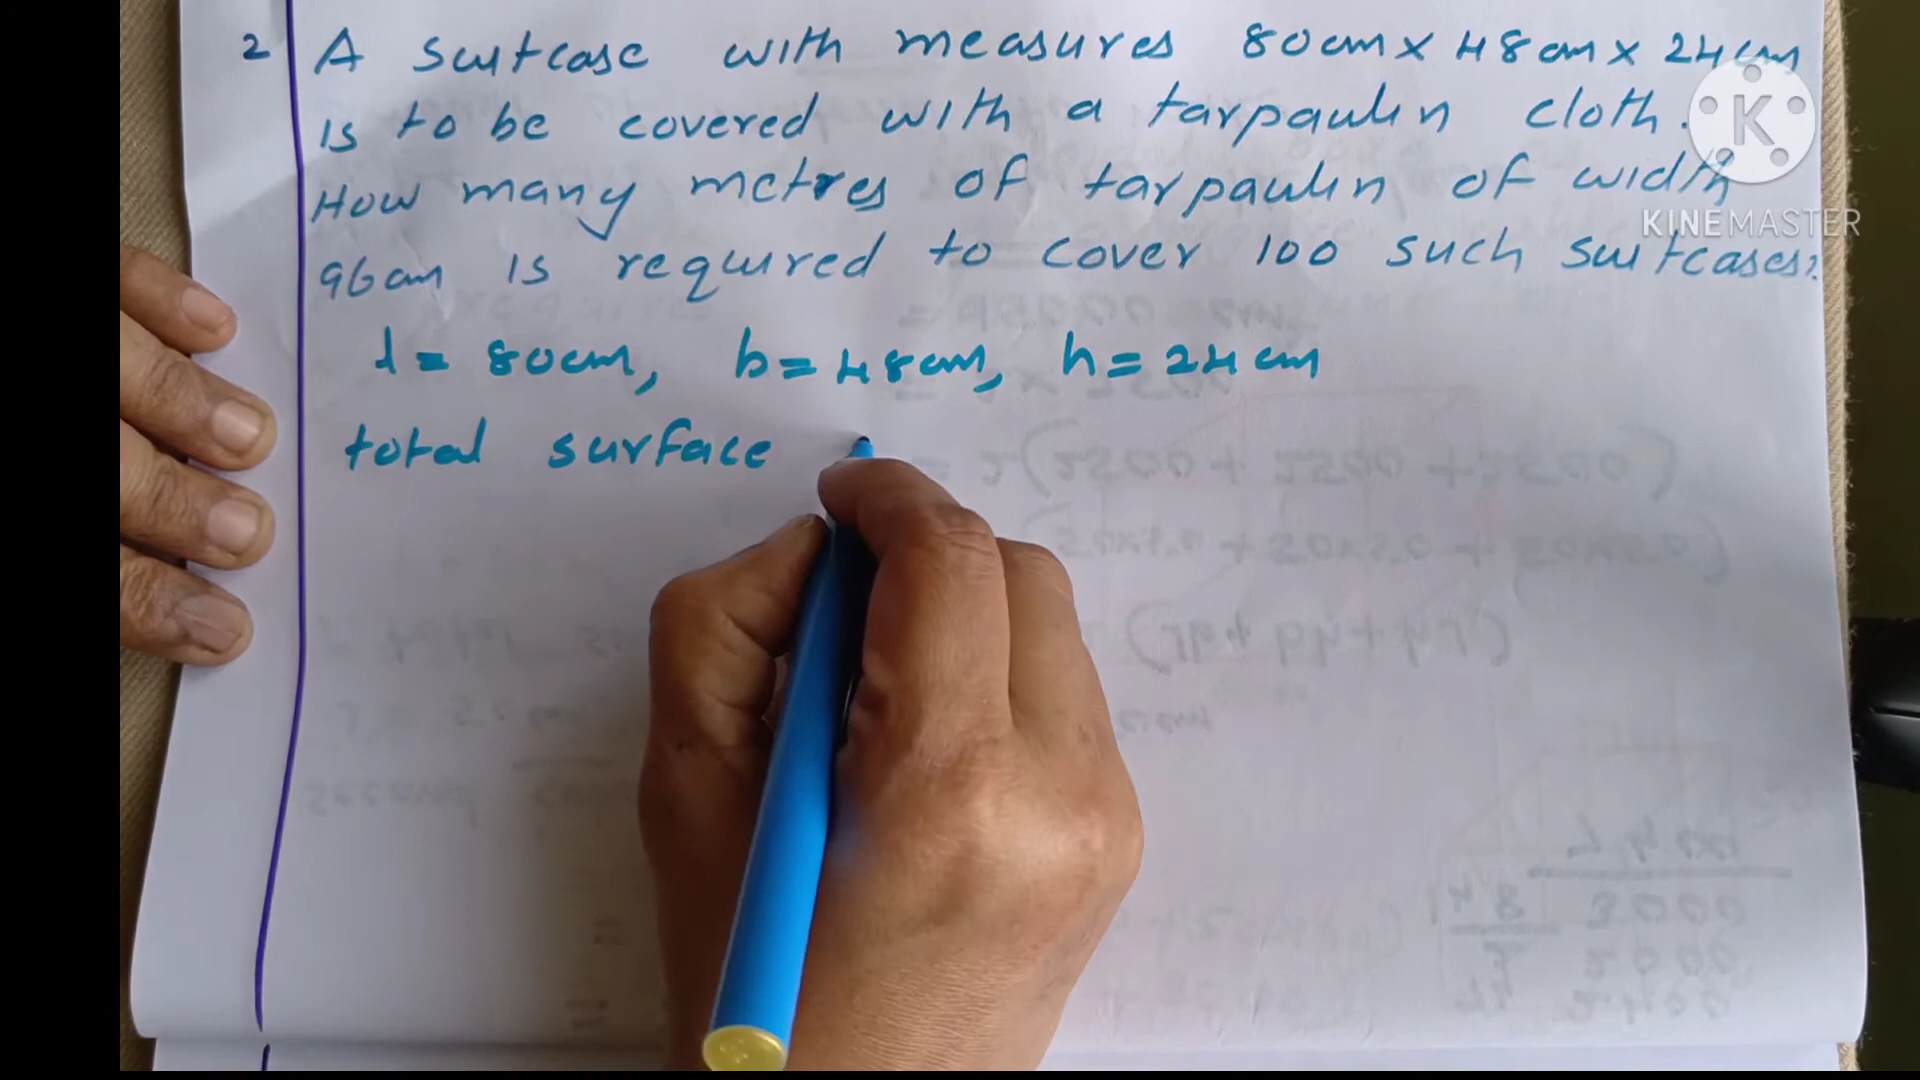 2 A suitcase with measures 80cm x 48cm x 24cm
is to be covered with a tarpaulin cloth.
How many metres of tarpaulin of width
96cm is required to cover 100 such suitcases?
l = 80cm, b = 48cm, h = 24cm
total surface
K
KINEMASTER